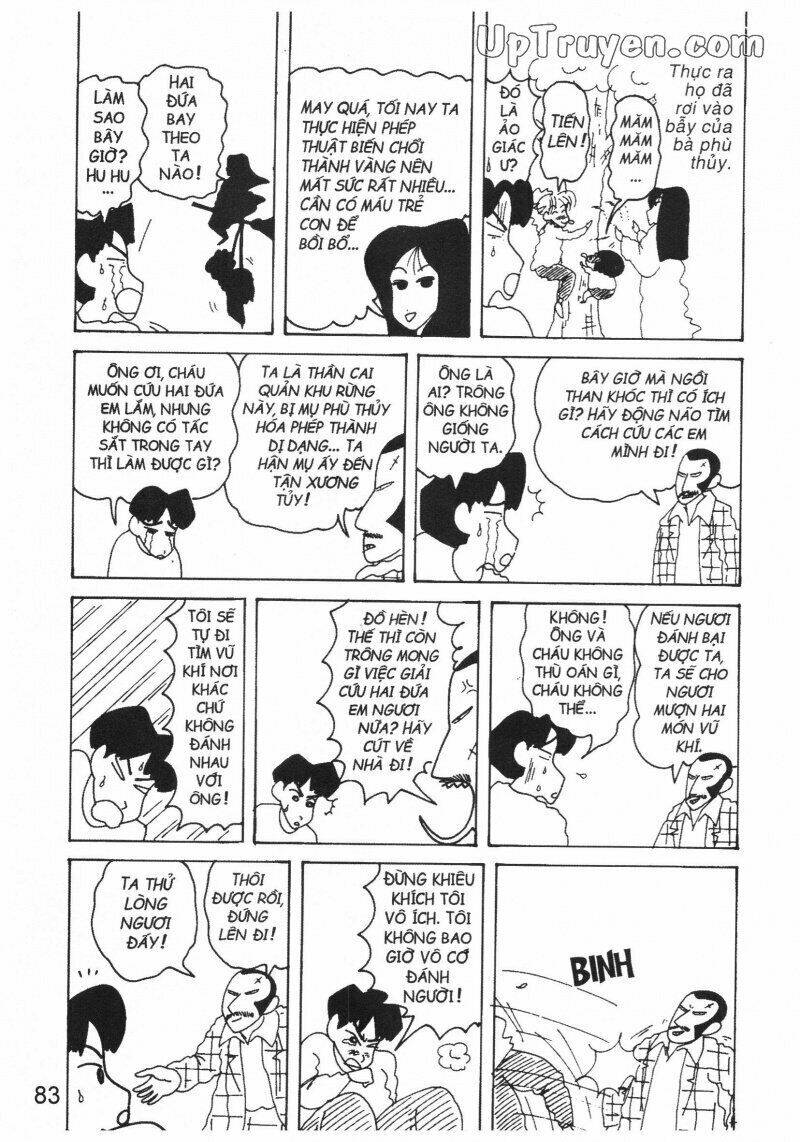 UpTruyen.com
Thực ra
họ đã
rơi vào
bẫy của
bà phù
thủy.
MĂM
MĂM
MĂM
...
TIẾN
LÊN!
ĐÓ
LÀ
ẢO
GIÁC
Ư?
MAY QUÁ, TỐI NAY TA
THỰC HIỆN PHÉP
THUẬT BIẾN CHỔI
THÀNH VÀNG NÊN
MẤT SỨC RẤT NHIỀU...
CẦN CÓ MÁU TRẺ
CON ĐỂ
BỒI BỔ...
HAI
ĐỨA
BAY
THEO
TA
NÀO!
LÀM
SAO
BÂY
GIỜ?
HU HU
...
BÂY GIỜ MÀ NGỒI
THAN KHÓC THÌ CÓ ÍCH
GÌ? HÃY ĐỘNG NÃO TÌM
CÁCH CỨU CÁC EM
MÌNH ĐI!
ÔNG LÀ
AI? TRÔNG
ÔNG KHÔNG
GIỐNG
NGƯỜI TA.
TA LÀ THẦN CAI
QUẢN KHU RỪNG
NÀY, BỊ MỤ PHÙ THỦY
HÓA PHÉP THÀNH
DỊ DẠNG... TA
HẬN MỤ ẤY ĐẾN
TẬN XƯƠNG
TỦY!
ÔNG ƠI, CHÁU
MUỐN CỨU HAI ĐỨA
EM LẮM, NHƯNG
KHÔNG CÓ TẤC
SẮT TRONG TAY
THÌ LÀM ĐƯỢC GÌ?
NẾU NGƯƠI
ĐÁNH BẠI
ĐƯỢC TA,
TA SẼ CHO
NGƯƠI
MƯỢN HAI
MÓN VŨ
KHÍ.
KHÔNG!
ÔNG VÀ
CHÁU KHÔNG
THÙ OÁN GÌ,
CHÁU KHÔNG
THỂ...
ĐỒ HÈN!
THẾ THÌ CÒN
TRÔNG MONG
GÌ VIỆC GIẢI
CỨU HAI ĐỨA
EM NGƯƠI
NỮA? HÃY
CÚT VỀ
NHÀ ĐI!
TÔI SẼ
TỰ ĐI
TÌM VŨ
KHÍ NƠI
KHÁC
CHỨ
KHÔNG
ĐÁNH
NHAU
VỚI
ÔNG!
BINH
ĐỪNG KHIÊU
KHÍCH TÔI
VÔ ÍCH. TÔI
KHÔNG BAO
GIỜ VÔ CỚ
ĐÁNH
NGƯỜI!
THÔI
ĐƯỢC RỒI,
ĐỨNG
LÊN ĐI!
TA THỬ
LÒNG
NGƯƠI
ĐẤY!
83